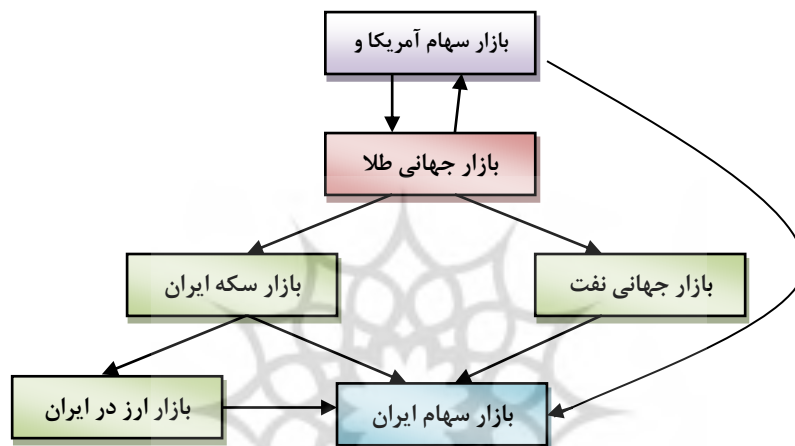 بازار سهام آمریکا و
بازار جهانی طلا
بازار سکه ایران
بازار جهانی نفت
بازار ارز در ایران
بازار سهام ایران